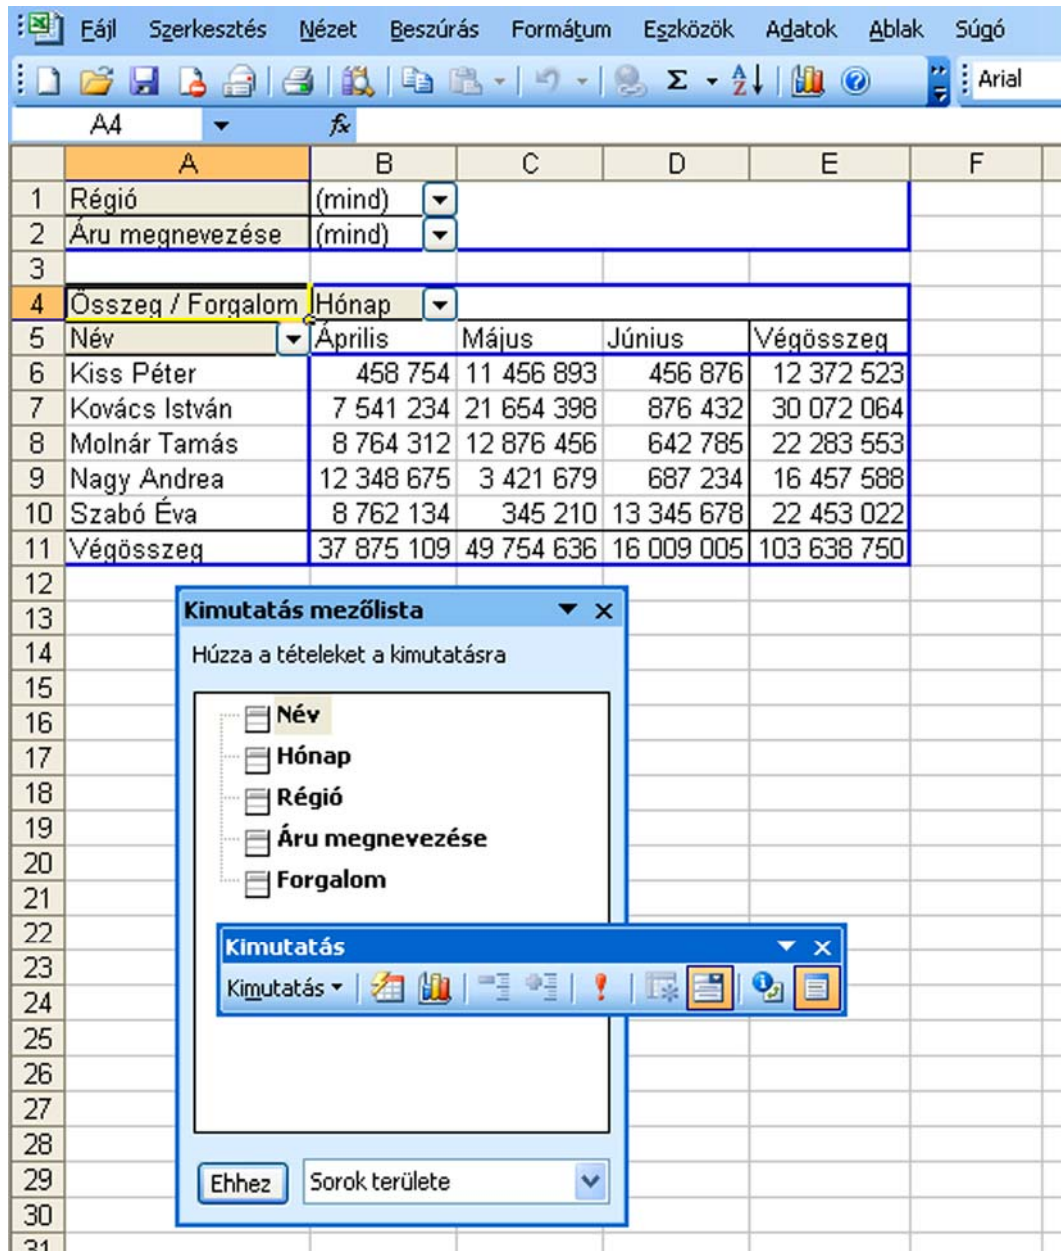 Fájl Szerkesztés Nézet Beszúrás Formátum Eszközök Adatok Ablak Súgó
Σ A Z Arial
A4 fx
A B C D E F
1 Régió (mind)
2 Áru megnevezése (mind)
3
4 Összeg / Forgalom Hónap
5 Név Április Május Június Végösszeg
6 Kiss Péter 458 754 11 456 893 456 876 12 372 523
7 Kovács István 7 541 234 21 654 398 876 432 30 072 064
8 Molnár Tamás 8 764 312 12 876 456 642 785 22 283 553
9 Nagy Andrea 12 348 675 3 421 679 687 234 16 457 588
10 Szabó Éva 8 762 134 345 210 13 345 678 22 453 022
11 Végösszeg 37 875 109 49 754 636 16 009 005 103 638 750
12
13 Kimutatás mezőlista
14 Húzza a tételeket a kimutatásra
15
16 Név
17 Hónap
18 Régió
19
20 Áru megnevezése
21 Forgalom
22
23 Kimutatás
24 Kimutatás
25
26
27
28
29 Ehhez Sorok területe
30
31